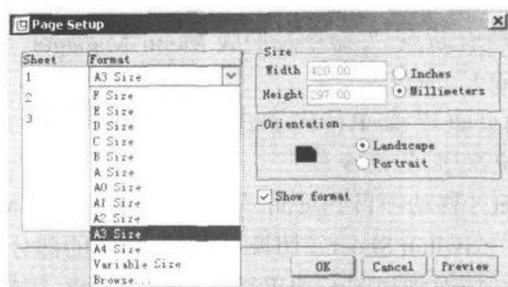 Page Setup
Sheet Format
1 A3 Size
2
3
F Size
E Size
D Size
C Size
B Size
A Size
A0 Size
A1 Size
A2 Size
A3 Size
A4 Size
Variable Size
Browse...
Size
Width 420.00
Height 297.00
Inches
Millimeters
Orientation
Landscape
Portrait
Show format
OK Cancel Preview